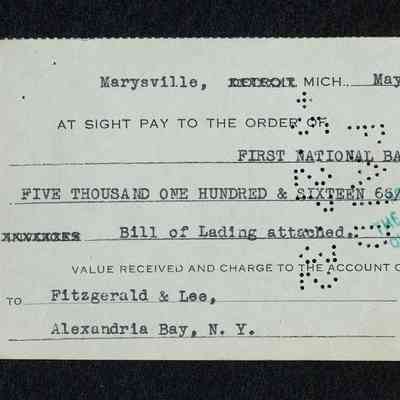 Marysville, DETROIT MICH., May
AT SIGHT PAY TO THE ORDER OF
FIRST NATIONAL BA
FIVE THOUSAND ONE HUNDRED & SIXTEEN 68/
Bill of Lading attached.
THE
VALUE RECEIVED AND CHARGE TO THE ACCOUNT O
TO Fitzgerald & Lee,
Alexandria Bay, N. Y.